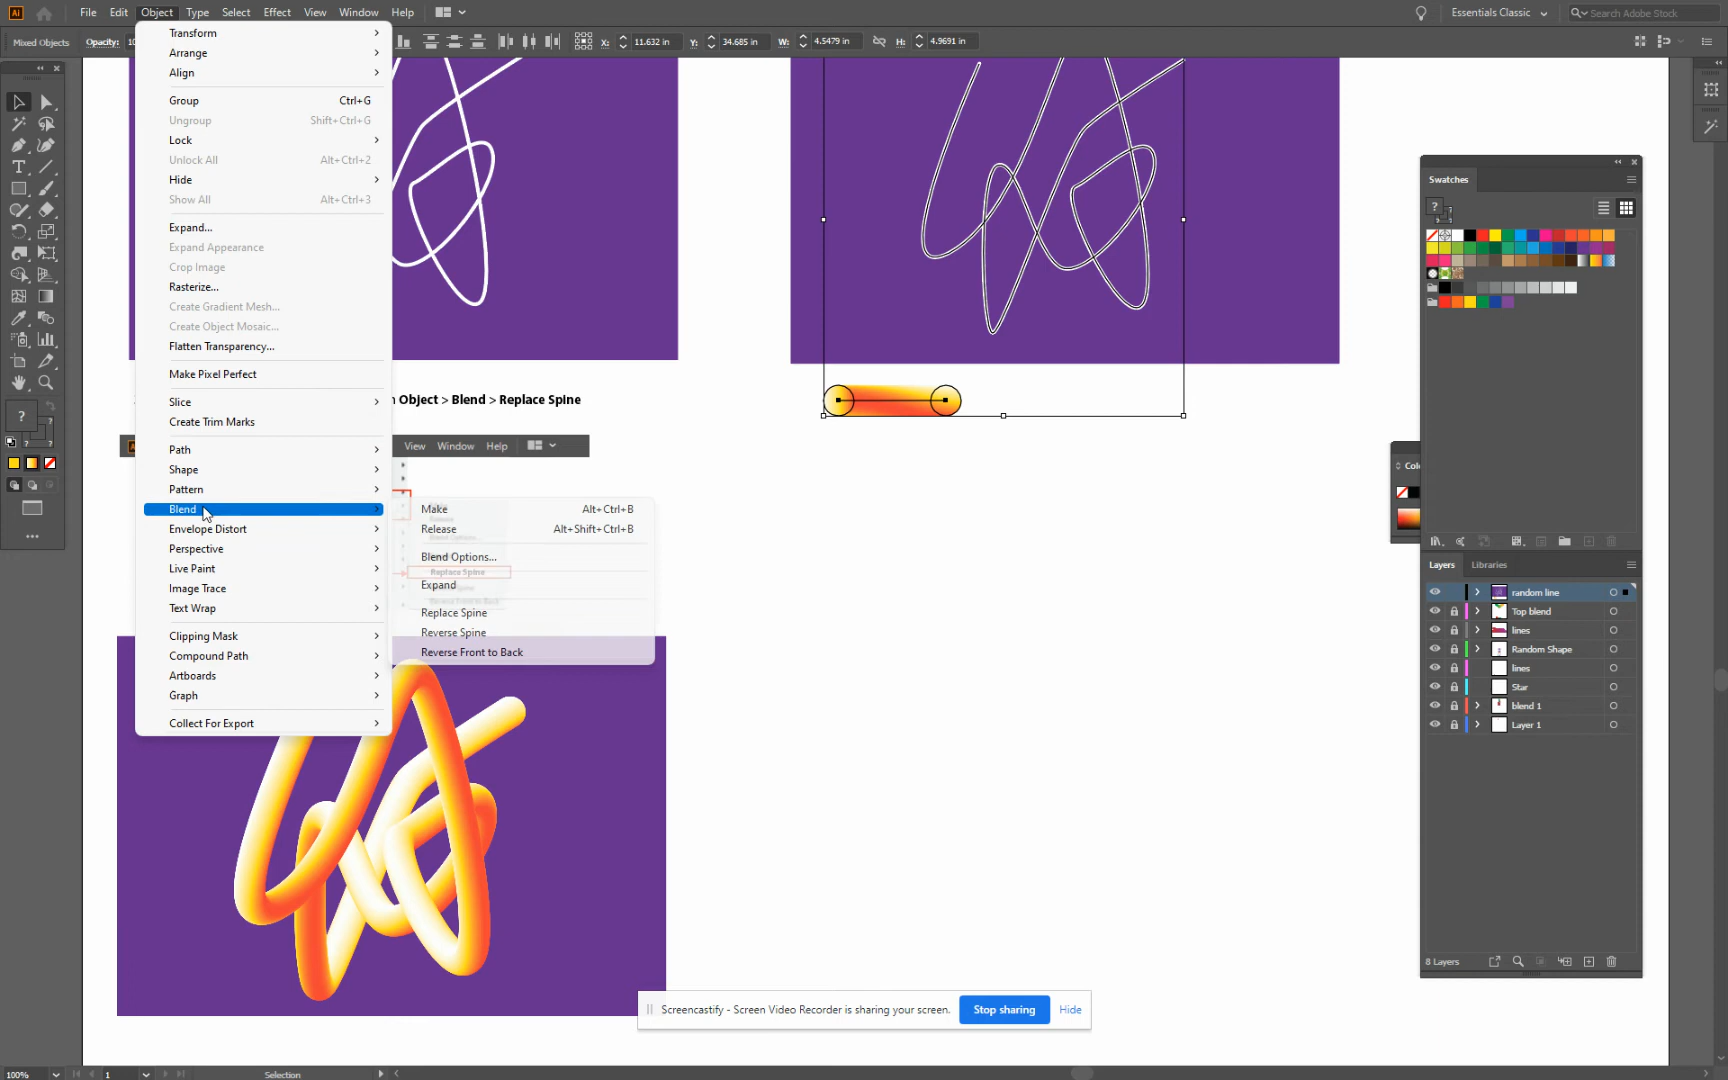 Ai File Edit Object Type Select Effect View Window Help Essentials Classic Search Adobe Stock
Mixed Objects Opacity: X: 11.632 in Y: 34.685 in W: 4.5479 in H: 4.9691 in
Transform
Arrange
Align
Group Ctrl+G
Ungroup Shift+Ctrl+G
Lock
Unlock All Alt+Ctrl+2
Hide
Show All Alt+Ctrl+3
Expand...
Expand Appearance
Crop Image
Rasterize...
Create Gradient Mesh...
Create Object Mosaic...
Flatten Transparency...
Make Pixel Perfect
Slice
Create Trim Marks
Path
Shape
Pattern
Blend
Envelope Distort
Perspective
Live Paint
Image Trace
Text Wrap
Clipping Mask
Compound Path
Artboards
Graph
Collect For Export
Object > Blend > Replace Spine
View Window Help
Make Alt+Ctrl+B
Release Alt+Shift+Ctrl+B
Blend Options...
Replace Spine
Expand
Replace Spine
Reverse Spine
Reverse Front to Back
Swatches
?
?
Colo
Layers Libraries
random line
Top blend
lines
Random Shape
lines
Star
blend 1
Layer 1
8 Layers
Screencastify - Screen Video Recorder is sharing your screen. Stop sharing Hide
100% 1 Selection